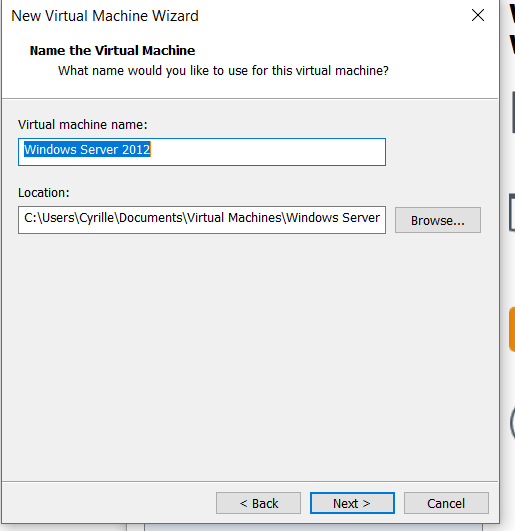 New Virtual Machine Wizard
Name the Virtual Machine
What name would you like to use for this virtual machine?
Virtual machine name:
Windows Server 2012
Location:
C:\Users\Cyrille\Documents\Virtual Machines\Windows Server
Browse...
< Back
Next >
Cancel